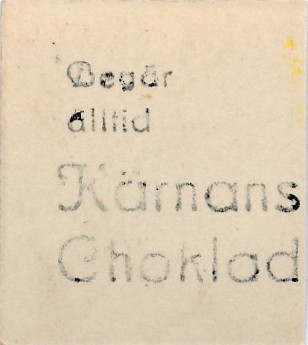 Begär
alltid
Kärnans
Choklad